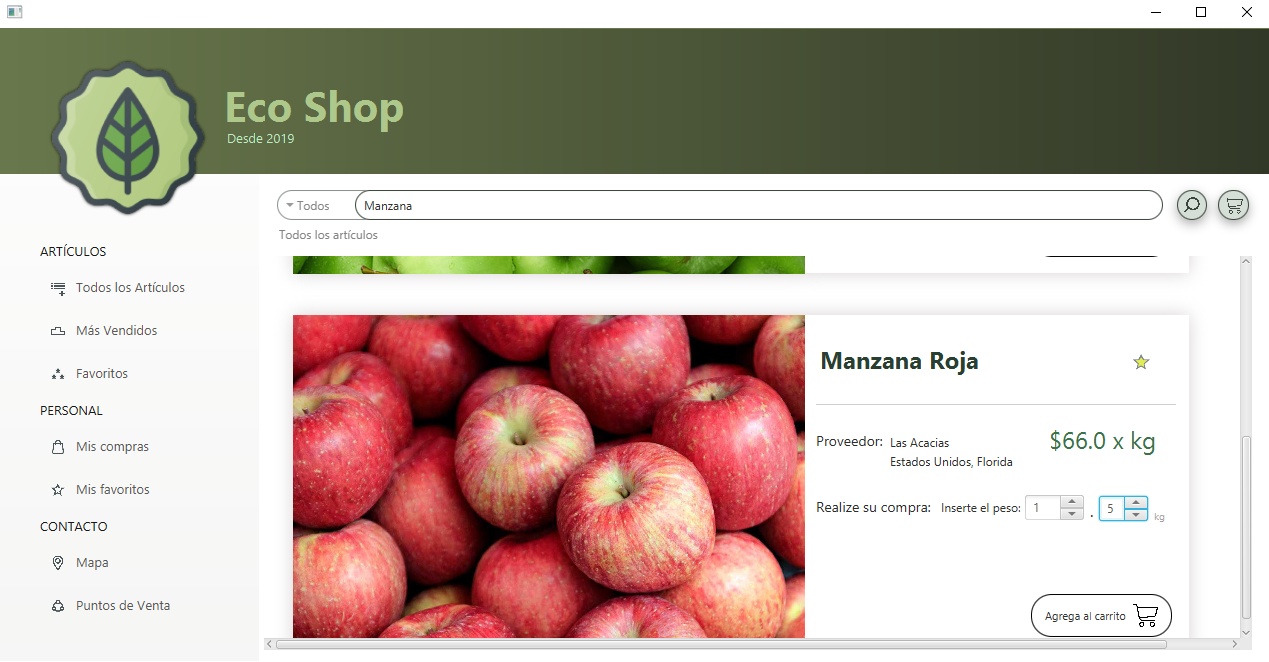 Eco Shop
Desde 2019
Todos
Manzana
Todos los artículos
ARTÍCULOS
Todos los Artículos
Más Vendidos
Favoritos
PERSONAL
Mis compras
Mis favoritos
CONTACTO
Mapa
Puntos de Venta
Manzana Roja
Proveedor: Las Acacias
Estados Unidos, Florida
$66.0 x kg
Realize su compra: Inserte el peso: 1 . 5 kg
Agrega al carrito